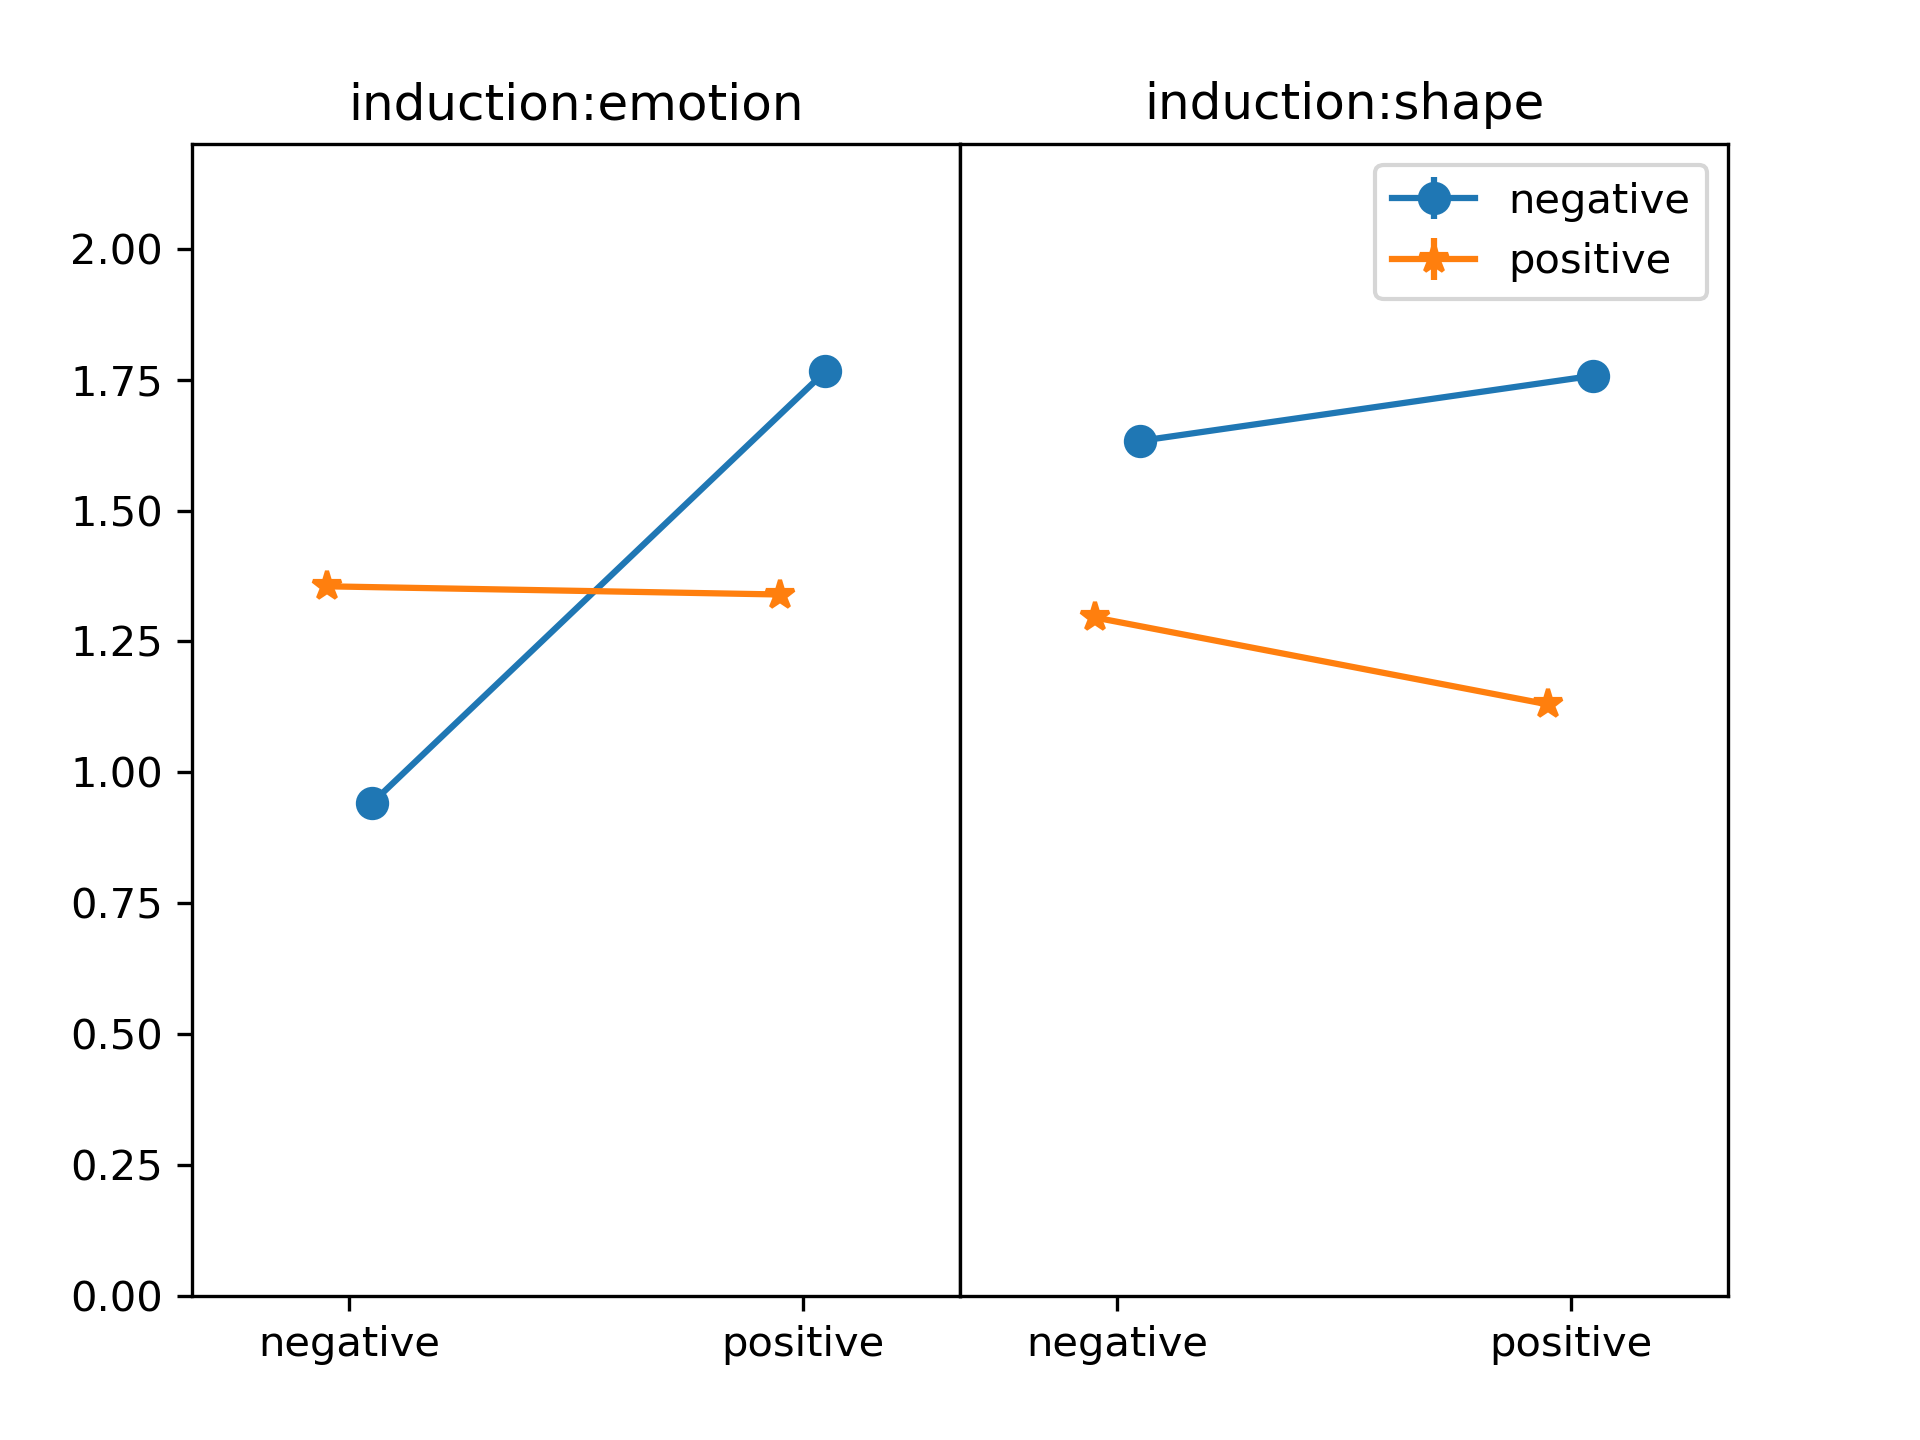 induction:emotion
induction:shape
negative
positive
2.00
1.75
1.50
1.25
1.00
0.75
0.50
0.25
0.00
negative positive negative positive